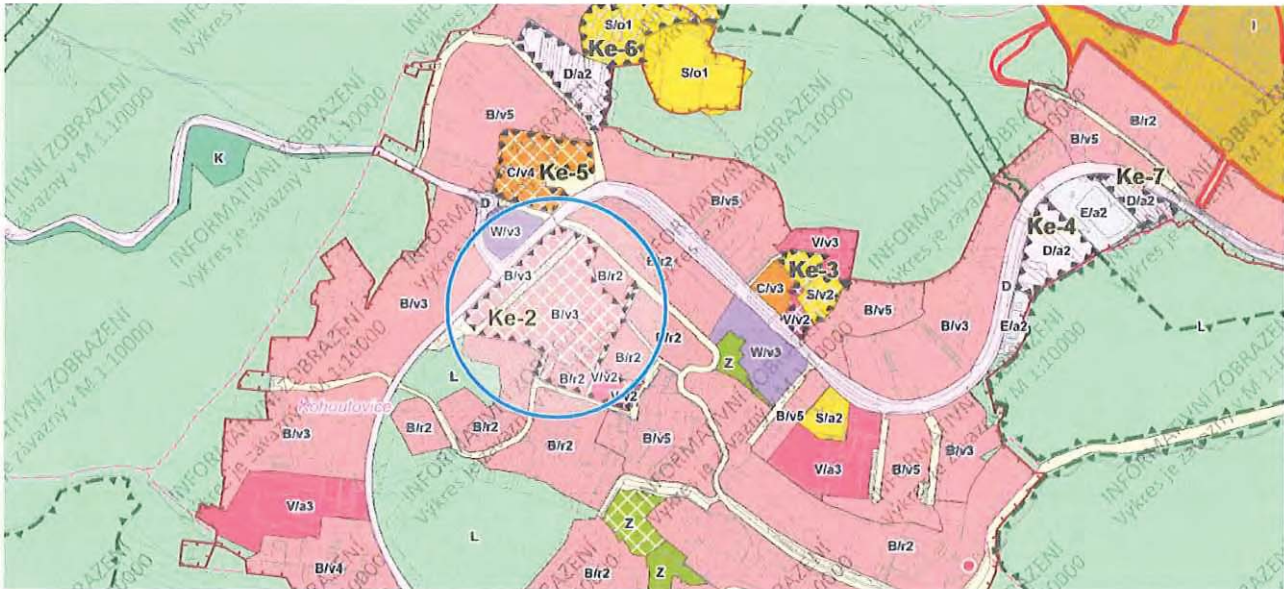 S/o1
Ke-6
D/a2
S/o1
I
B/v5
B/r2
B/v5
K
C/v4
Ke-5
Ke-7
D/a2
E/a2
Ke-4
D/a2
D
W/v3
B/v5
V/v3
B/r2
Ke-3
B/v3
B/r2
C/v3
S/v2
B/v3
D
Ke-2
B/v3
V/v2
B/v5
B/v3
E/a2
L
B/r2
B/r2
W/v3
Z
L
B/r2
V/v2
V/v2
Kohoutovice
B/v3
B/r2
B/r2
B/r2
B/v5
B/v5
S/a2
V/a3
B/v5
B/v3
V/a3
L
Z
B/r2
B/v4
B/r2
Z
INFORMATIVNÍ ZOBRAZENÍ
Výkres je závazný v M 1:10000